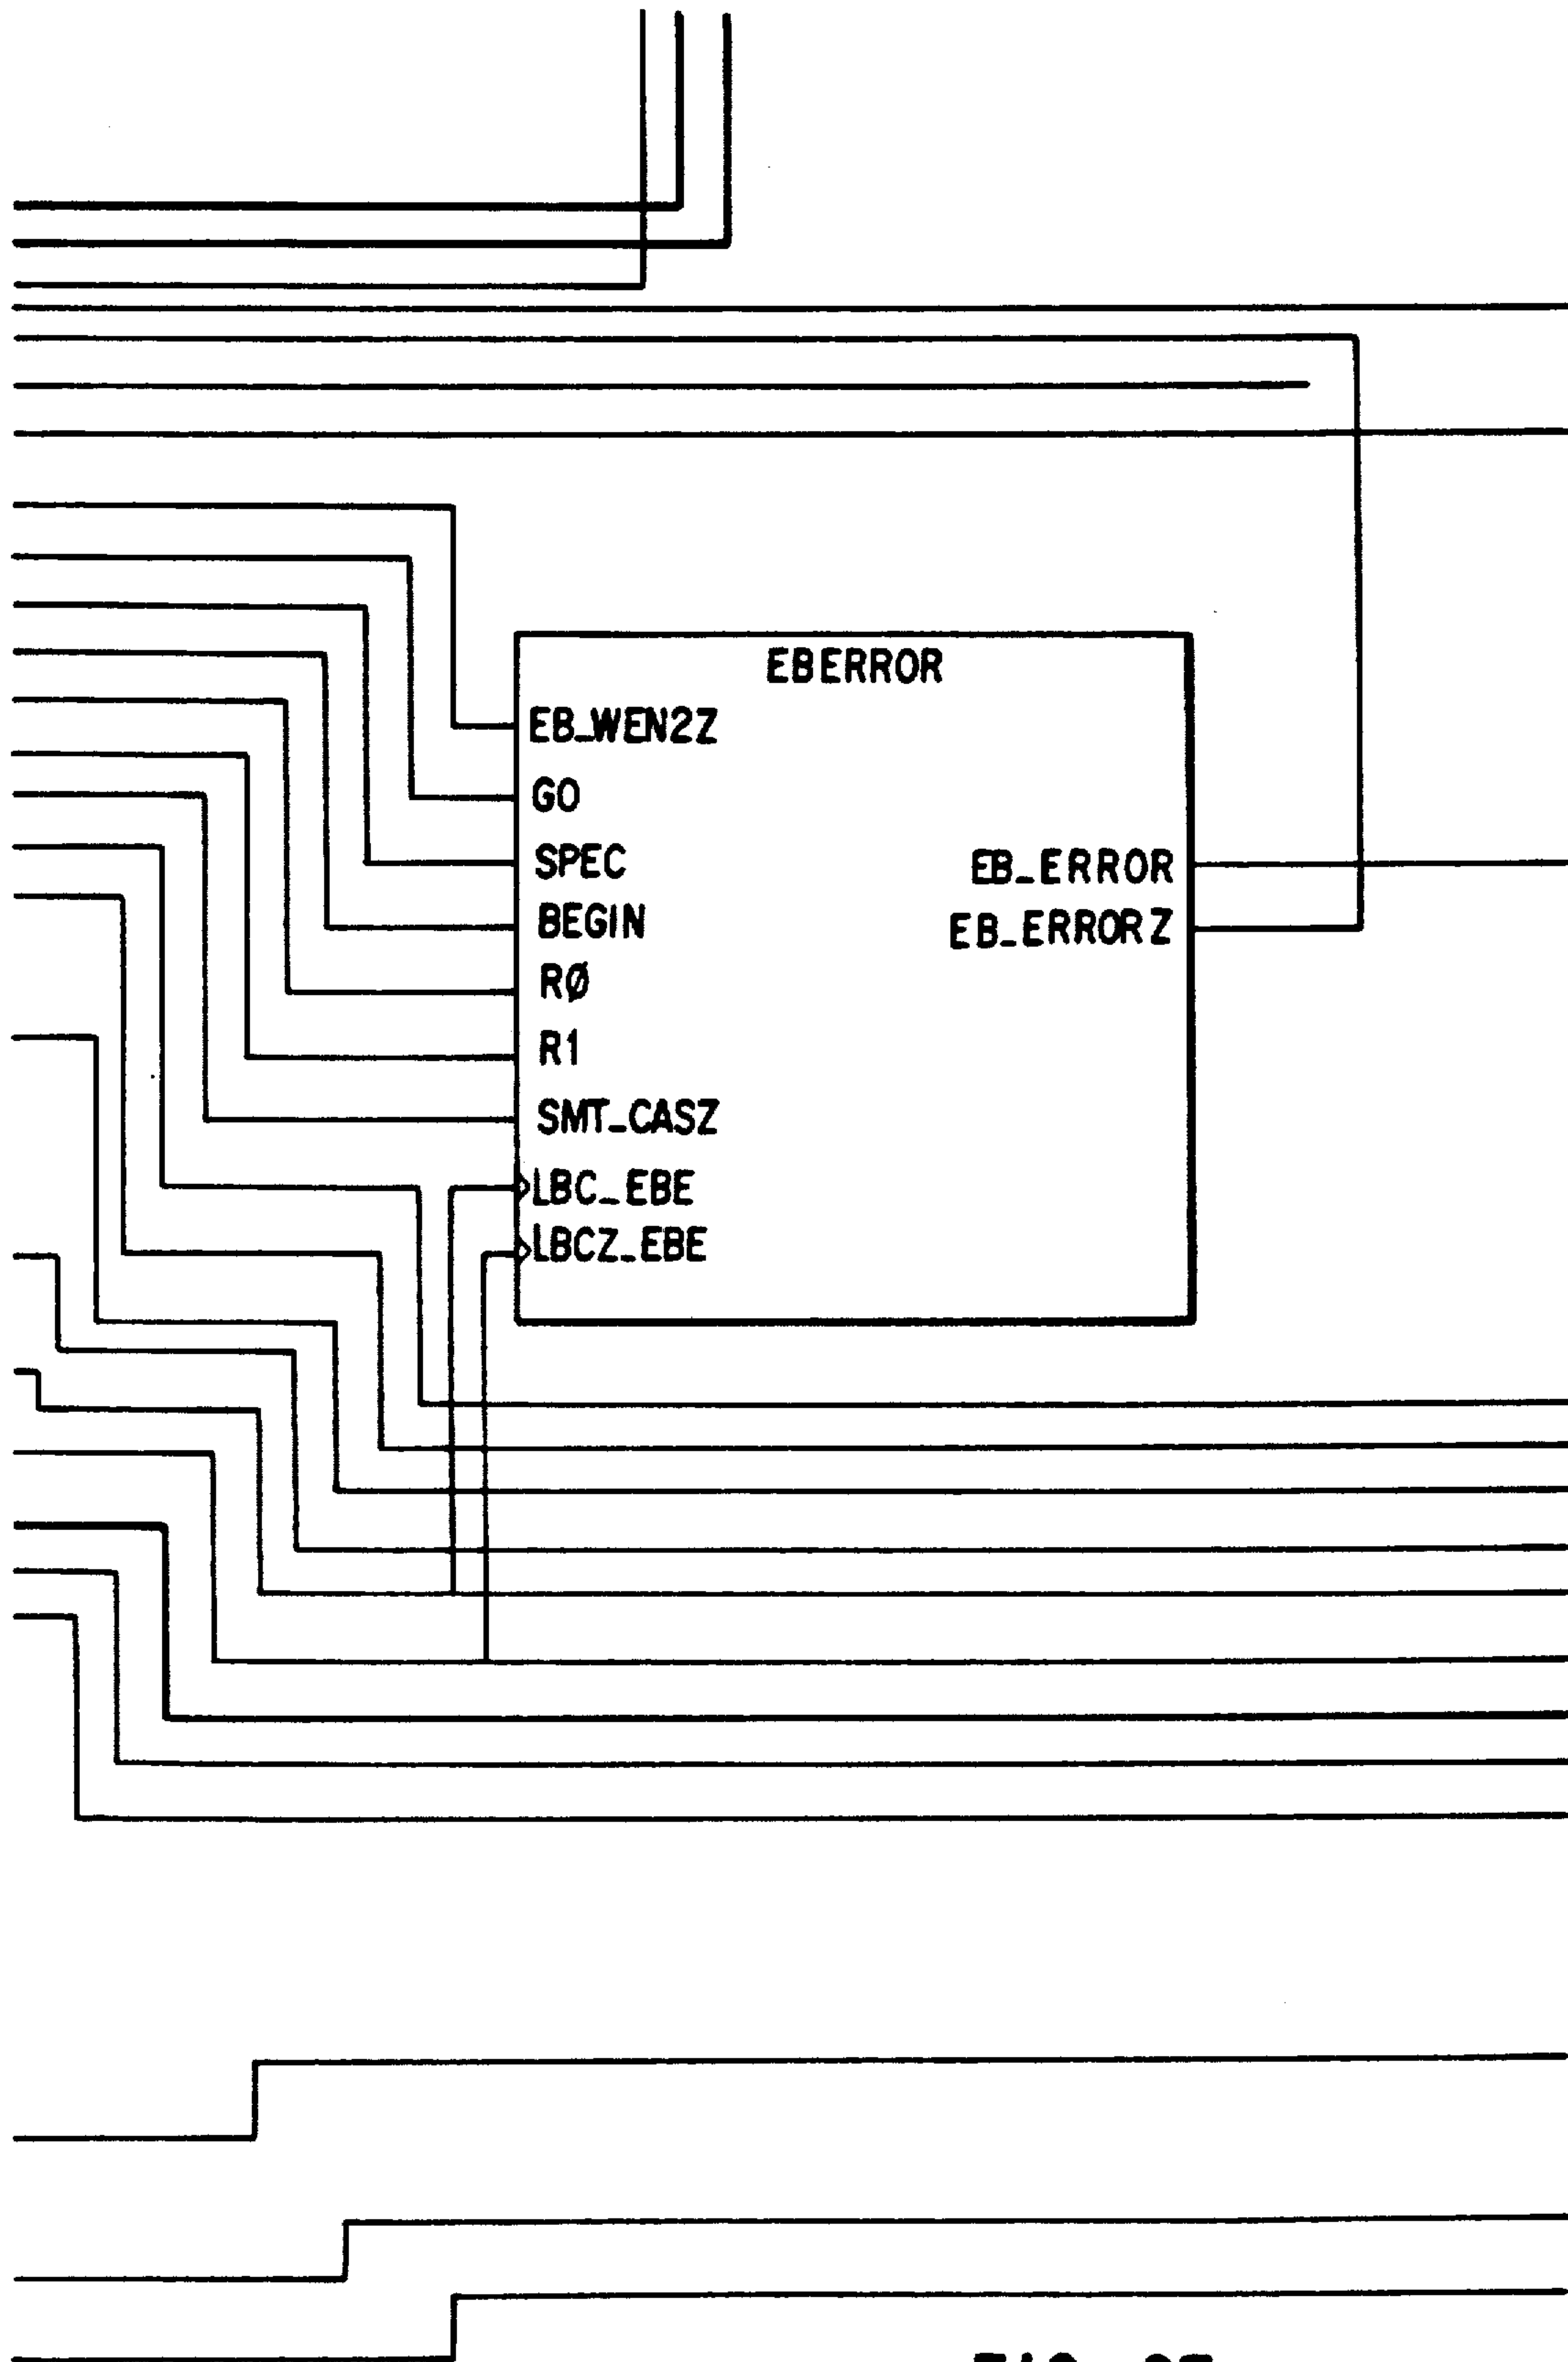 EBERROR
EB_WEN2Z
GO
SPEC
EB_ERROR
BEGIN
EB_ERRORZ
RØ
R1
SMT_CASZ
LBC_EBE
LBCZ_EBE